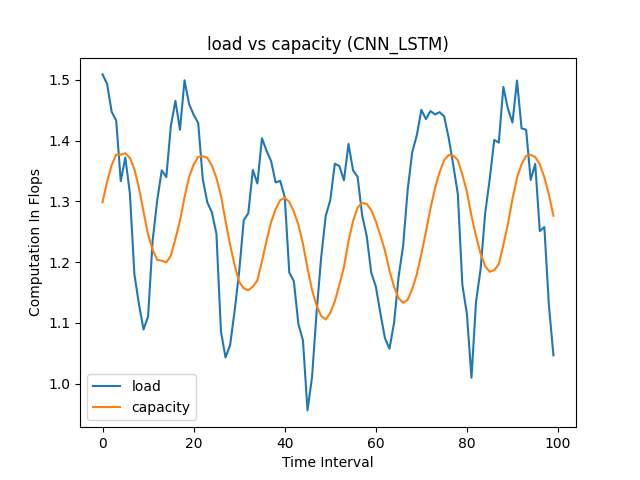 load vs capacity (CNN_LSTM)
Computation In Flops
1.5
1.4
1.3
1.2
1.1
1.0
load
capacity
0 20 40 60 80 100
Time Interval